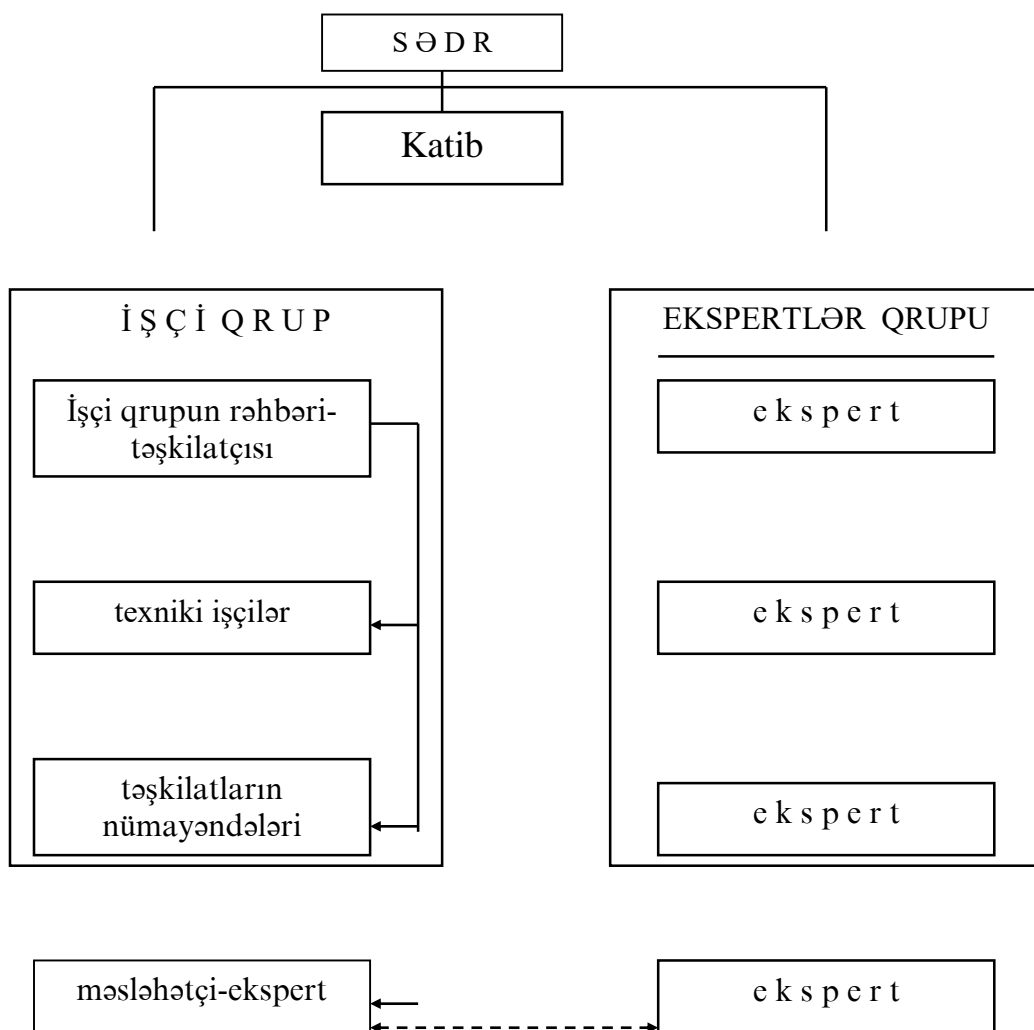 S Ə D R
Katib
İ Ş Ç İ Q R U P
İşçi qrupun rəhbəri-
təşkilatçısı
texniki işçilər
təşkilatların
nümayəndələri
məsləhətçi-ekspert
EKSPERTLƏR QRUPU
e k s p e r t
e k s p e r t
e k s p e r t
e k s p e r t